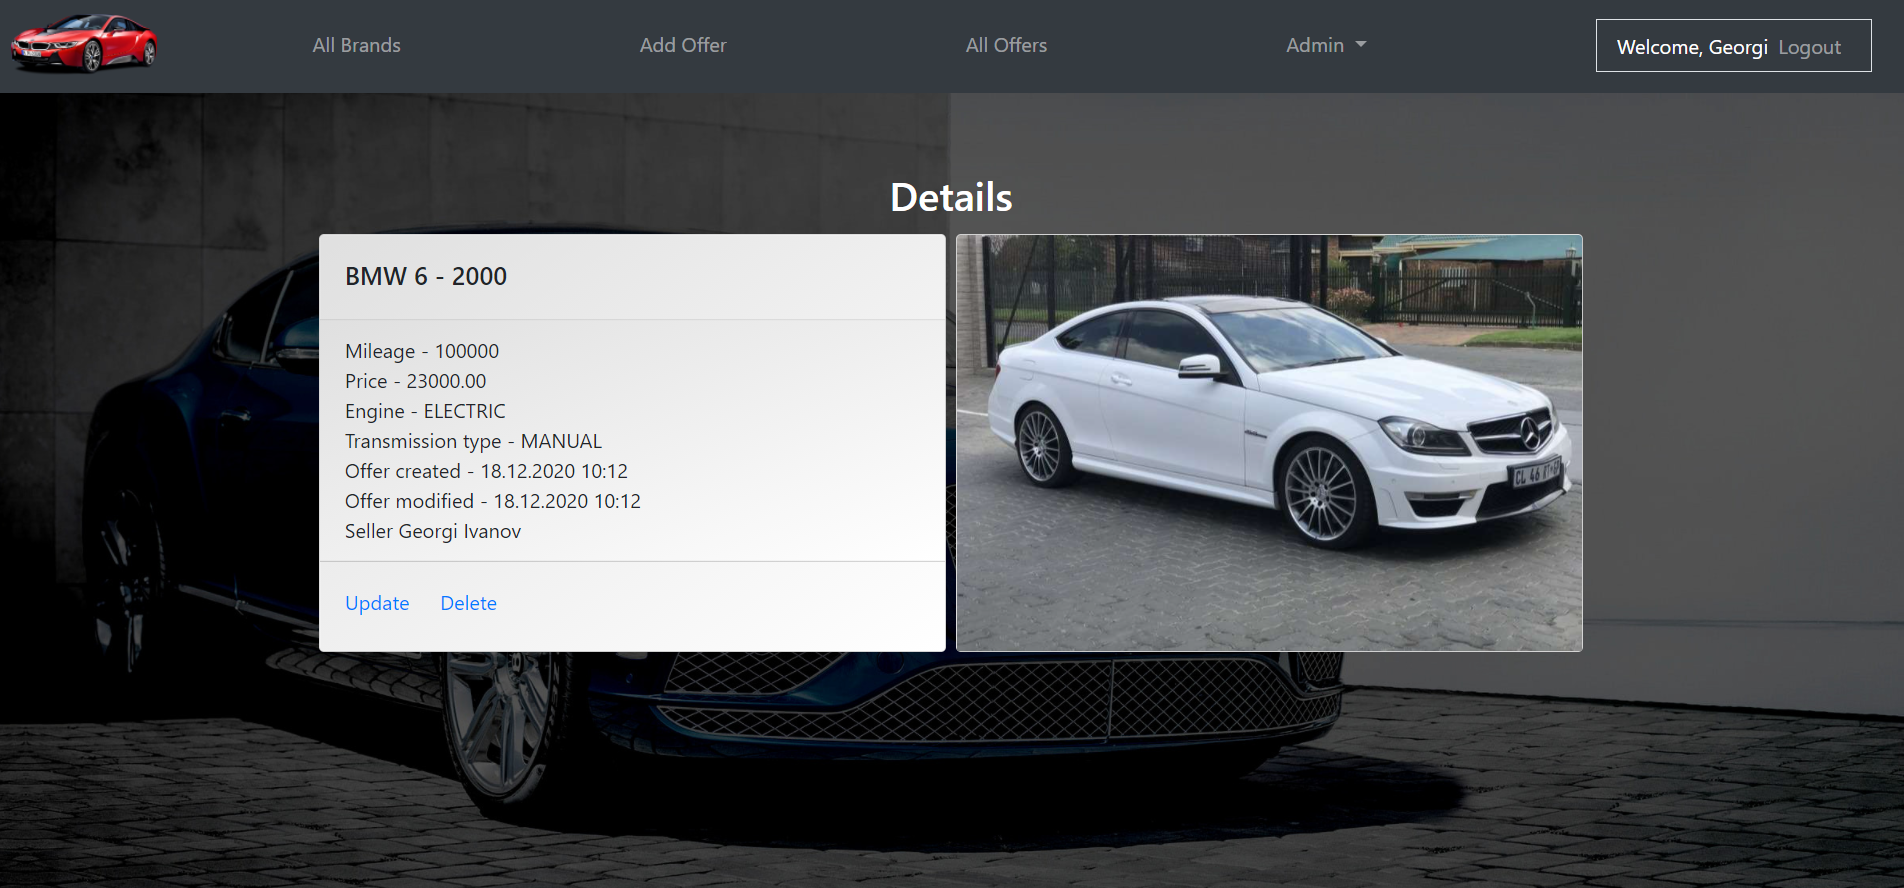 All Brands
Add Offer
All Offers
Admin
Welcome, Georgi Logout
Details
BMW 6 - 2000
Mileage - 100000
Price - 23000.00
Engine - ELECTRIC
Transmission type - MANUAL
Offer created - 18.12.2020 10:12
Offer modified - 18.12.2020 10:12
Seller Georgi Ivanov
Update Delete
CL 46